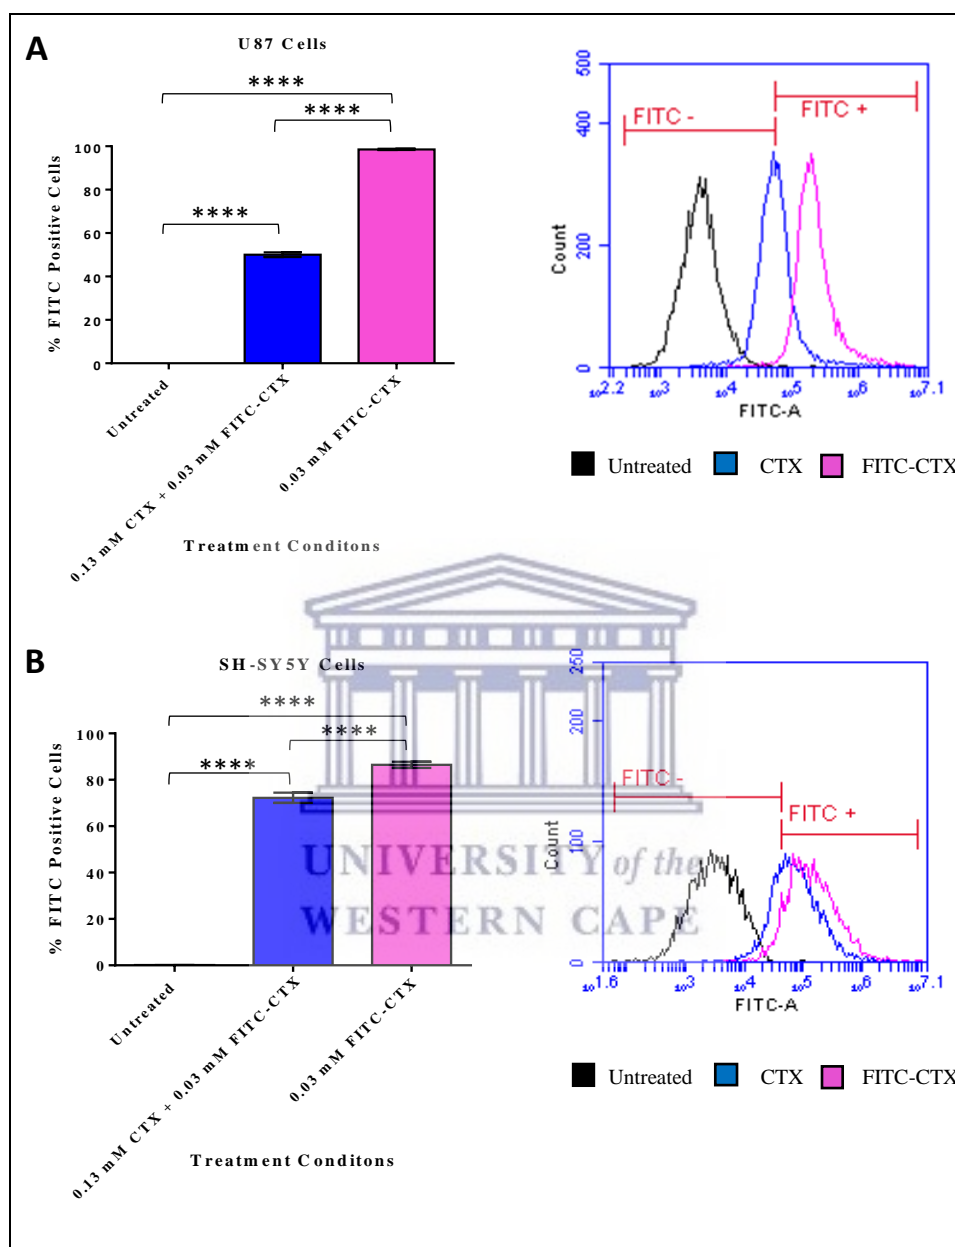 A
U87 Cells
****
****
****
% FITC Positive Cells
100
80
60
40
20
0
Untreated
0.13 mM CTX + 0.03 mM FITC-CTX
0.03 mM FITC-CTX
Treatment Conditons
500
400
200
0
Count
FITC -
FITC +
10^2.2
10^3
10^4
10^5
10^6
10^7.1
FITC-A
Untreated CTX FITC-CTX
B
SH-SY5Y Cells
****
****
****
% FITC Positive Cells
100
80
60
40
20
0
Untreated
0.13 mM CTX + 0.03 mM FITC-CTX
0.03 mM FITC-CTX
Treatment Conditons
250
200
100
0
Count
FITC -
FITC +
10^1.6
10^3
10^4
10^5
10^6
10^7.1
FITC-A
Untreated CTX FITC-CTX
UNIVERSITY of the
WESTERN CAPE